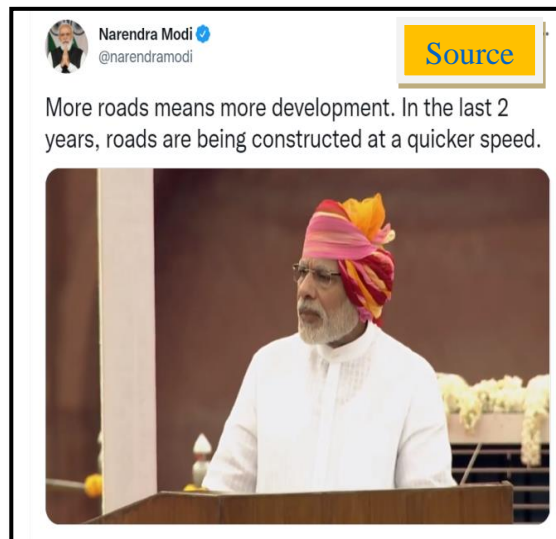 Narendra Modi
@narendramodi
Source
More roads means more development. In the last 2
years, roads are being constructed at a quicker speed.